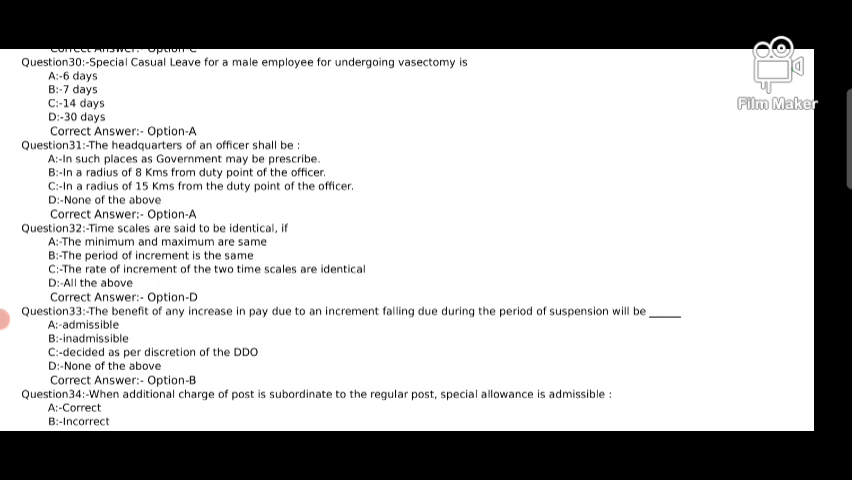 Correct Answer:- Option-C
Question30:-Special Casual Leave for a male employee for undergoing vasectomy is
A:-6 days
B:-7 days
C:-14 days
D:-30 days
Correct Answer:- Option-A
Question31:-The headquarters of an officer shall be :
A:-In such places as Government may be prescribe.
B:-In a radius of 8 Kms from duty point of the officer.
C:-In a radius of 15 Kms from the duty point of the officer.
D:-None of the above
Correct Answer:- Option-A
Question32:-Time scales are said to be identical, if
A:-The minimum and maximum are same
B:-The period of increment is the same
C:-The rate of increment of the two time scales are identical
D:-All the above
Correct Answer:- Option-D
Question33:-The benefit of any increase in pay due to an increment falling due during the period of suspension will be ______
A:-admissible
B:-inadmissible
C:-decided as per discretion of the DDO
D:-None of the above
Correct Answer:- Option-B
Question34:-When additional charge of post is subordinate to the regular post, special allowance is admissible :
A:-Correct
B:-Incorrect
Film Maker